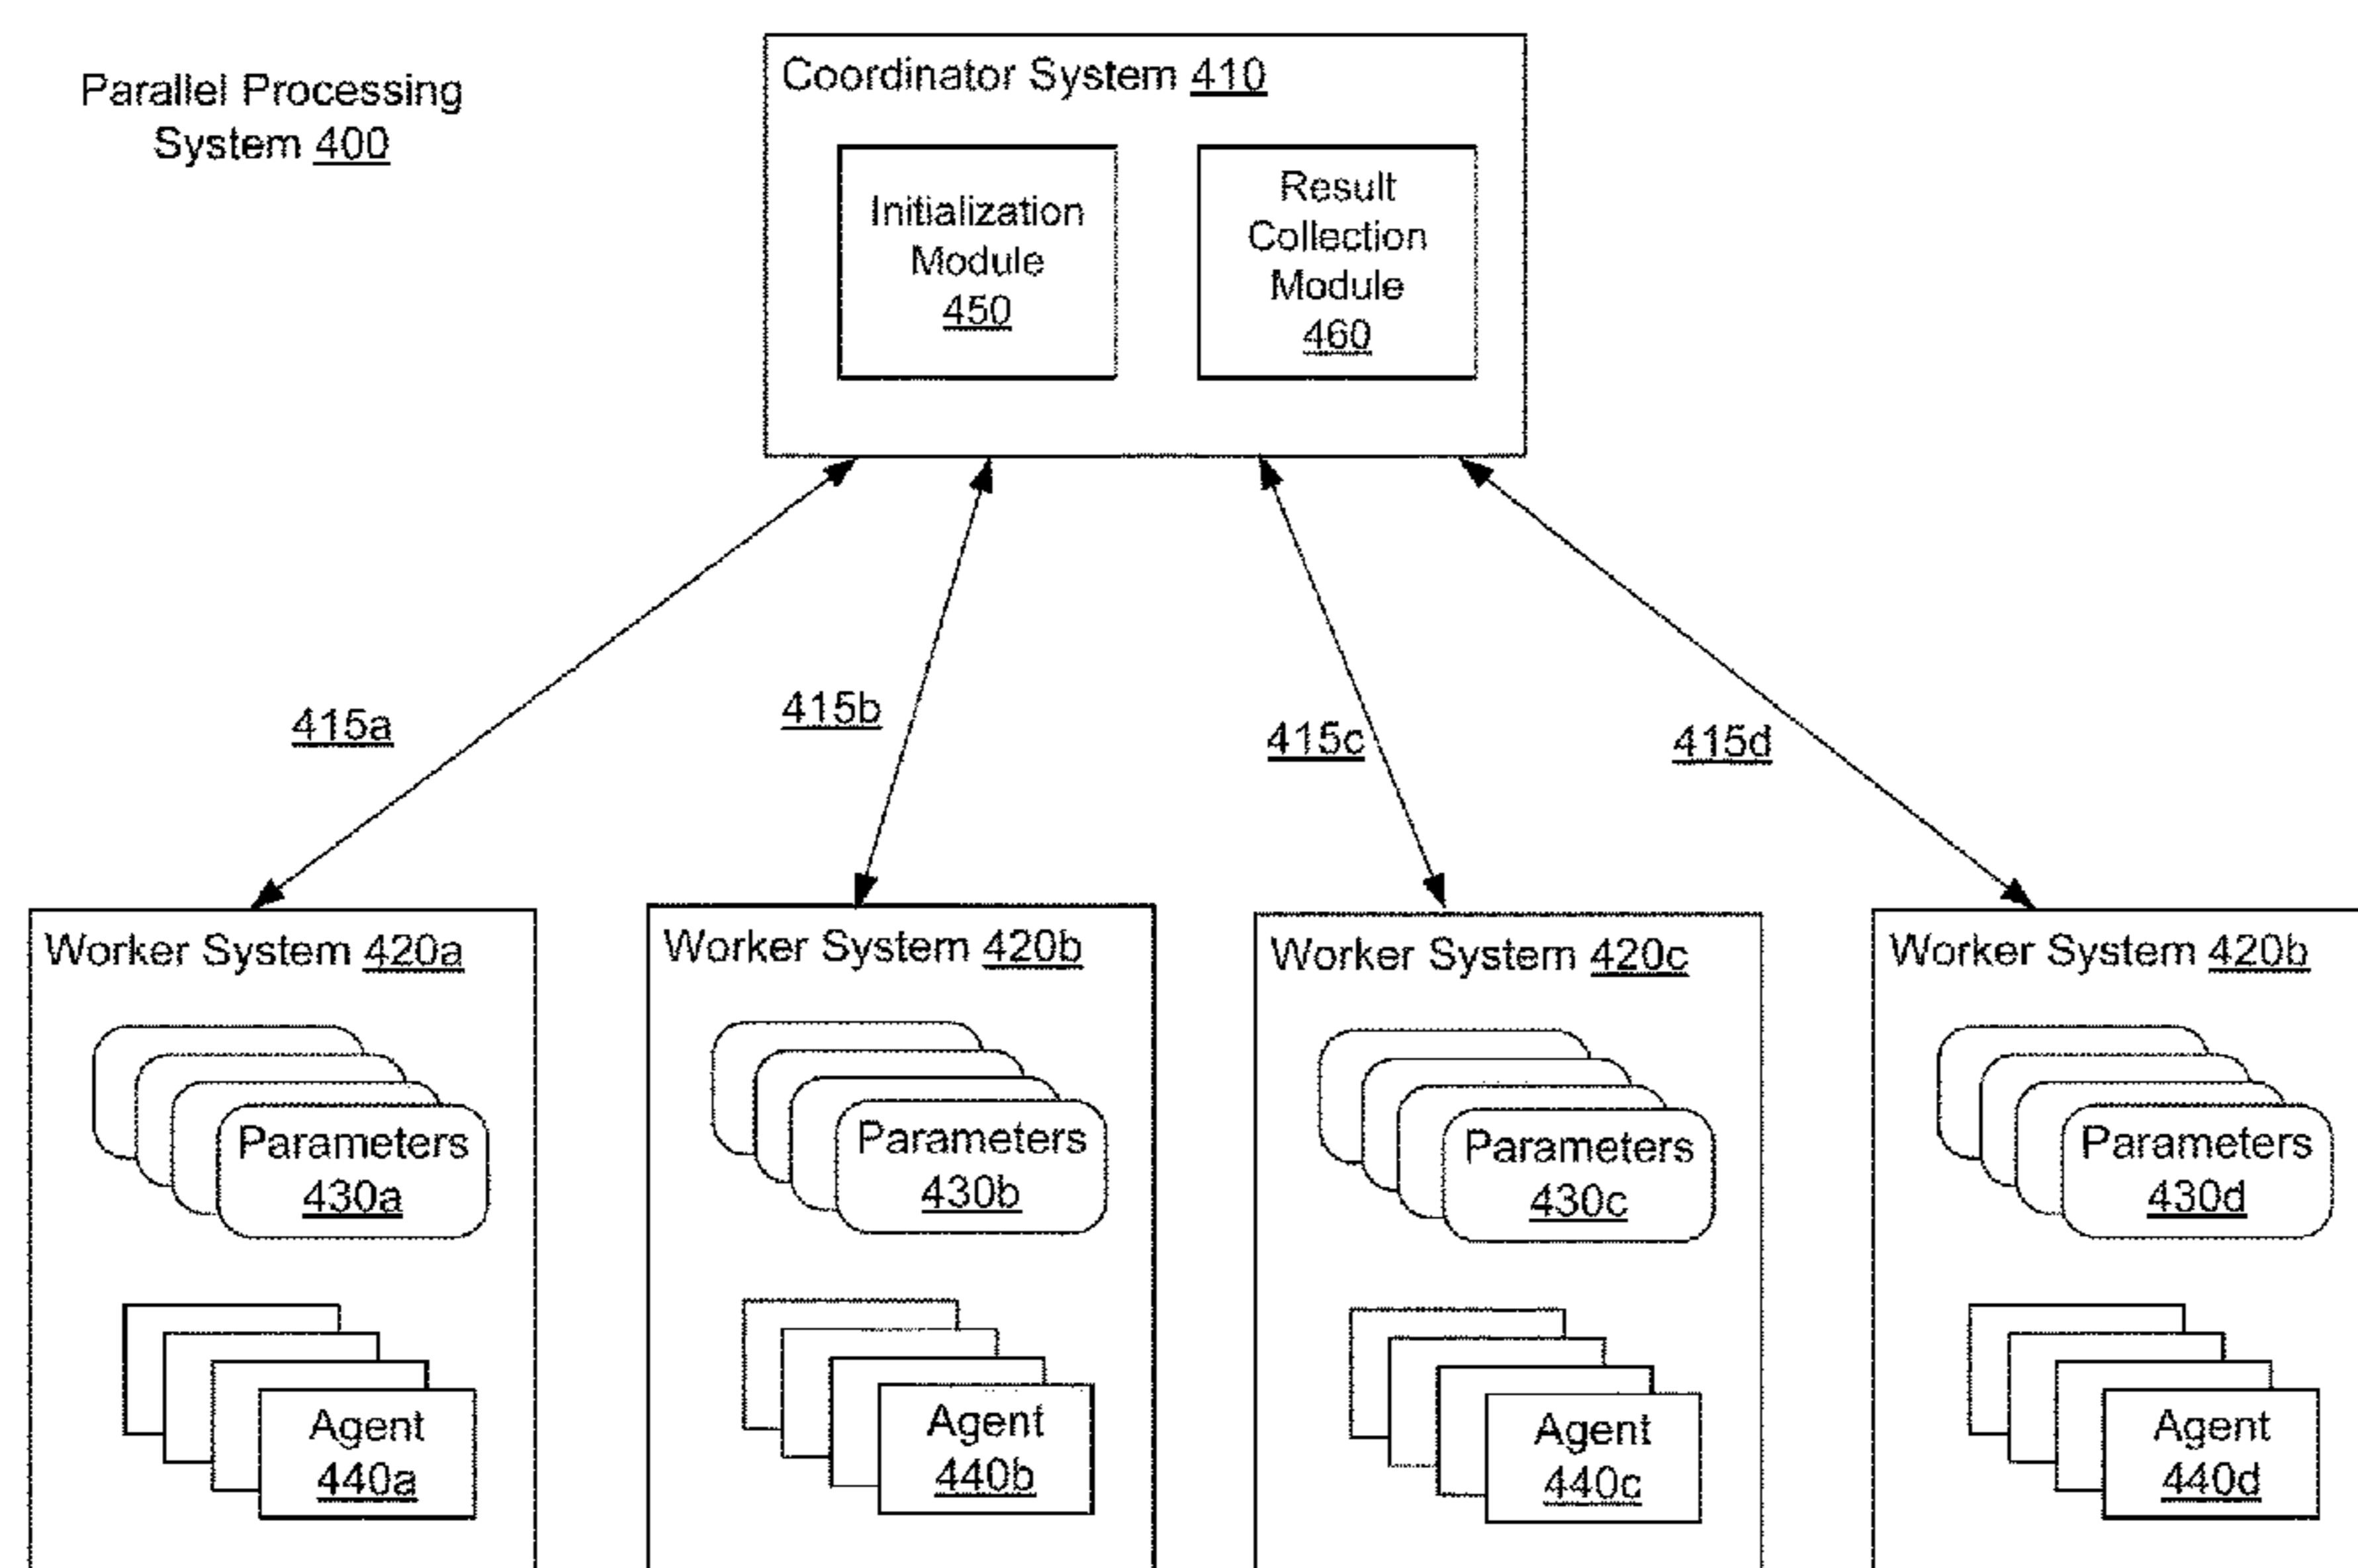 Parallel Processing
System 400
Coordinator System 410
Initialization
Module
450
Result
Collection
Module
460
415a
415b
415c
415d
Worker System 420a
Parameters
430a
Agent
440a
Worker System 420b
Parameters
430b
Agent
440b
Worker System 420c
Parameters
430c
Agent
440c
Worker System 420b
Parameters
430d
Agent
440d